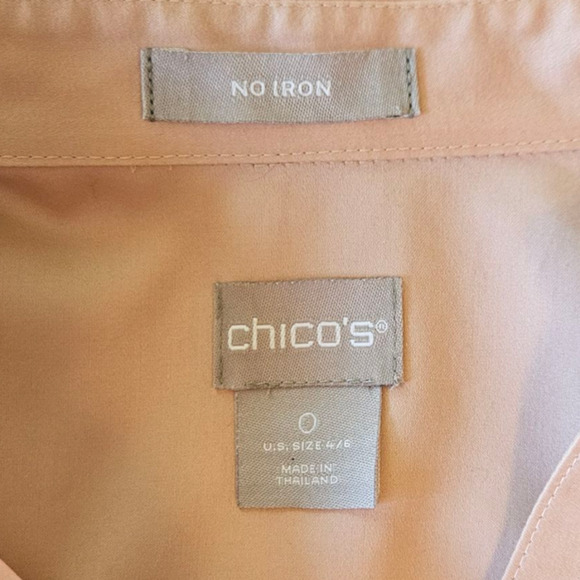 NO IRON
chico's®
0
U.S. SIZE 4/6
MADE IN
THAILAND